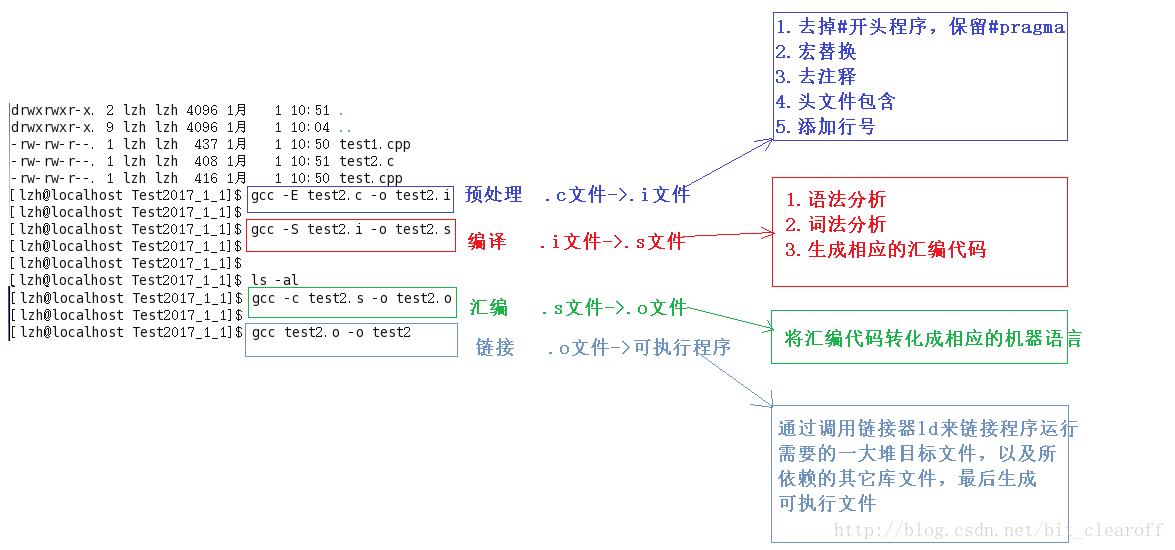 drwxrwxr-x. 2 lzh lzh 4096 1月   1 10:51 .
drwxrwxr-x. 9 lzh lzh 4096 1月   1 10:04 ..
-rw-rw-r--. 1 lzh lzh  437 1月   1 10:50 test1.cpp
-rw-rw-r--. 1 lzh lzh  408 1月   1 10:51 test2.c
-rw-rw-r--. 1 lzh lzh  416 1月   1 10:50 test.cpp
[lzh@localhost Test2017_1_1]$ gcc -E test2.c -o test2.i
[lzh@localhost Test2017_1_1]$
[lzh@localhost Test2017_1_1]$ gcc -S test2.i -o test2.s
[lzh@localhost Test2017_1_1]$
[lzh@localhost Test2017_1_1]$
[lzh@localhost Test2017_1_1]$ ls -al
[lzh@localhost Test2017_1_1]$ gcc -c test2.s -o test2.o
[lzh@localhost Test2017_1_1]$
[lzh@localhost Test2017_1_1]$ gcc test2.o -o test2
预处理 .c文件->.i文件
编译 .i文件->.s文件
汇编 .s文件->.o文件
链接 .o文件->可执行程序
1.去掉#开头程序，保留#pragma
2.宏替换
3.去注释
4.头文件包含
5.添加行号
1.语法分析
2.词法分析
3.生成相应的汇编代码
将汇编代码转化成相应的机器语言
通过调用链接器ld来链接程序运行
需要的一大堆目标文件，以及所
依赖的其它库文件，最后生成
可执行文件
http://blog.csdn.net/bit_clearoff